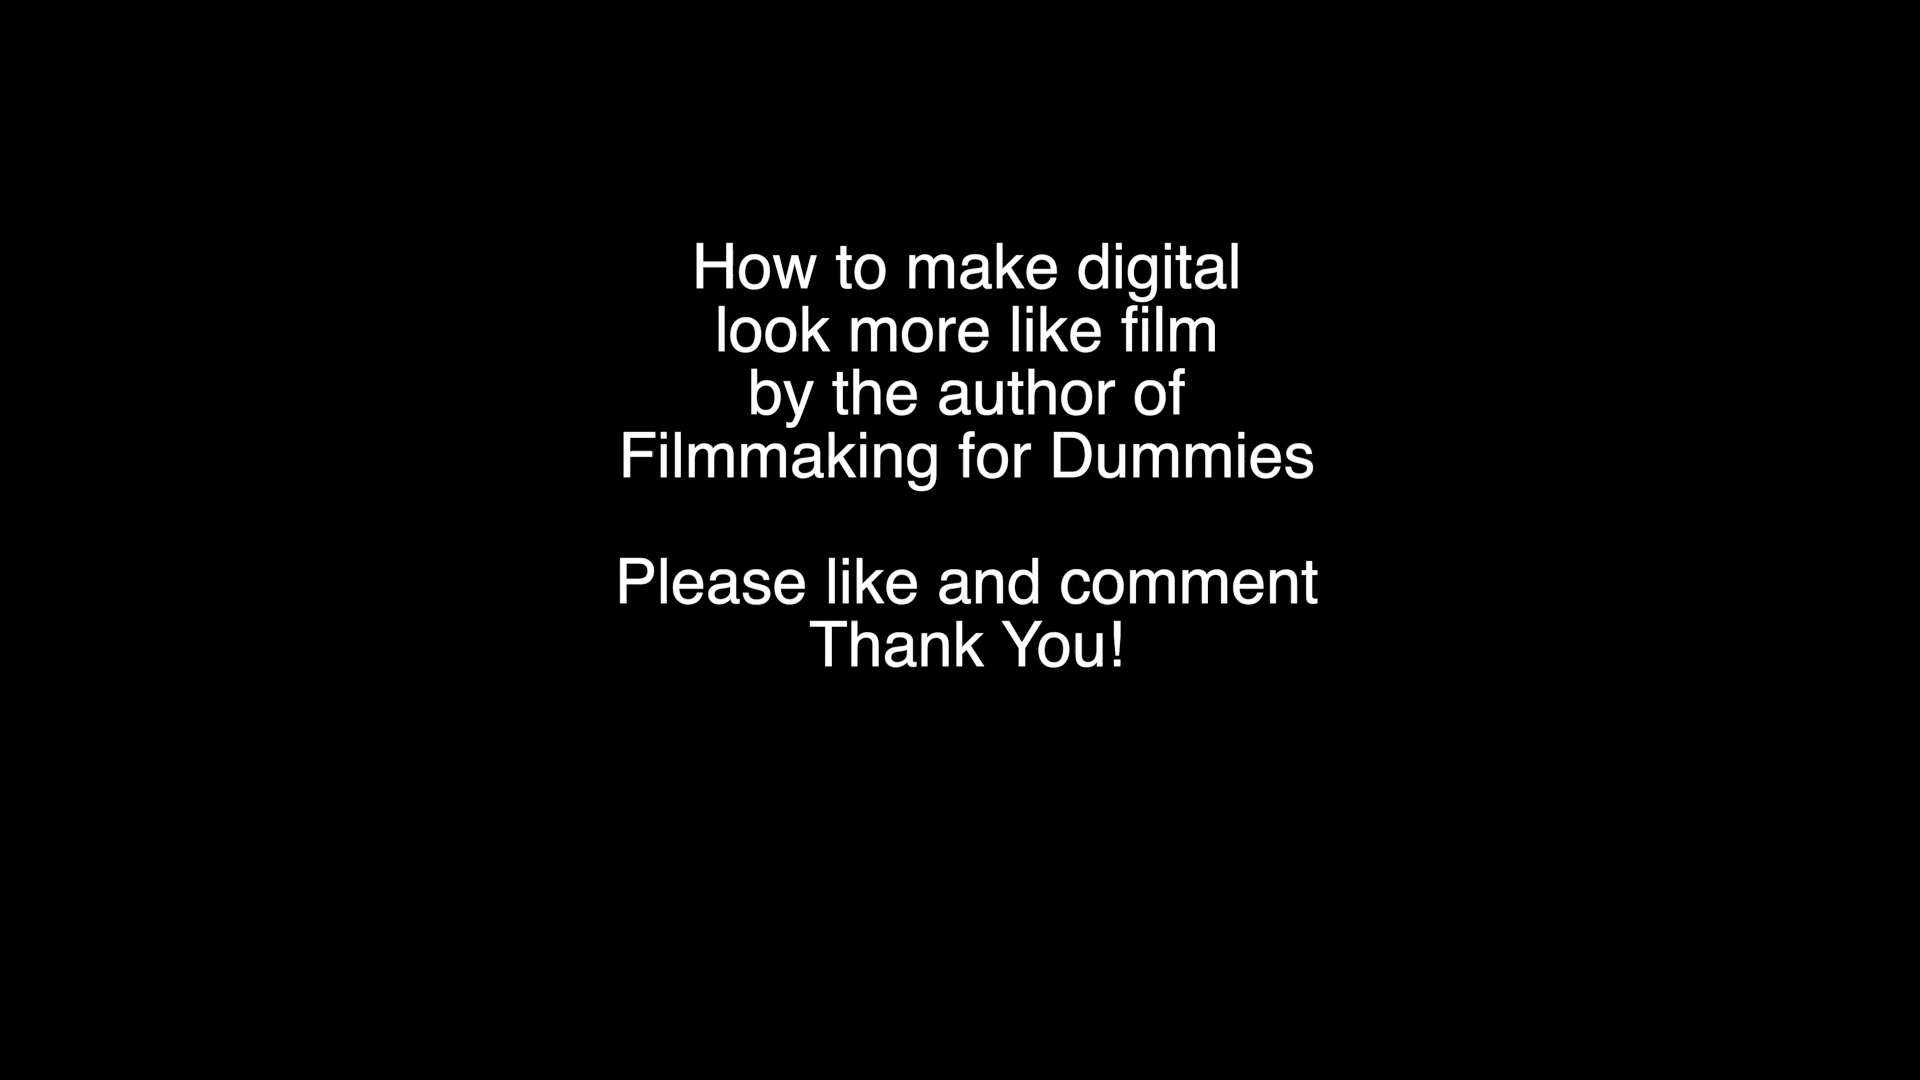 How to make digital
look more like film
by the author of
Filmmaking for Dummies
Please like and comment
Thank You!